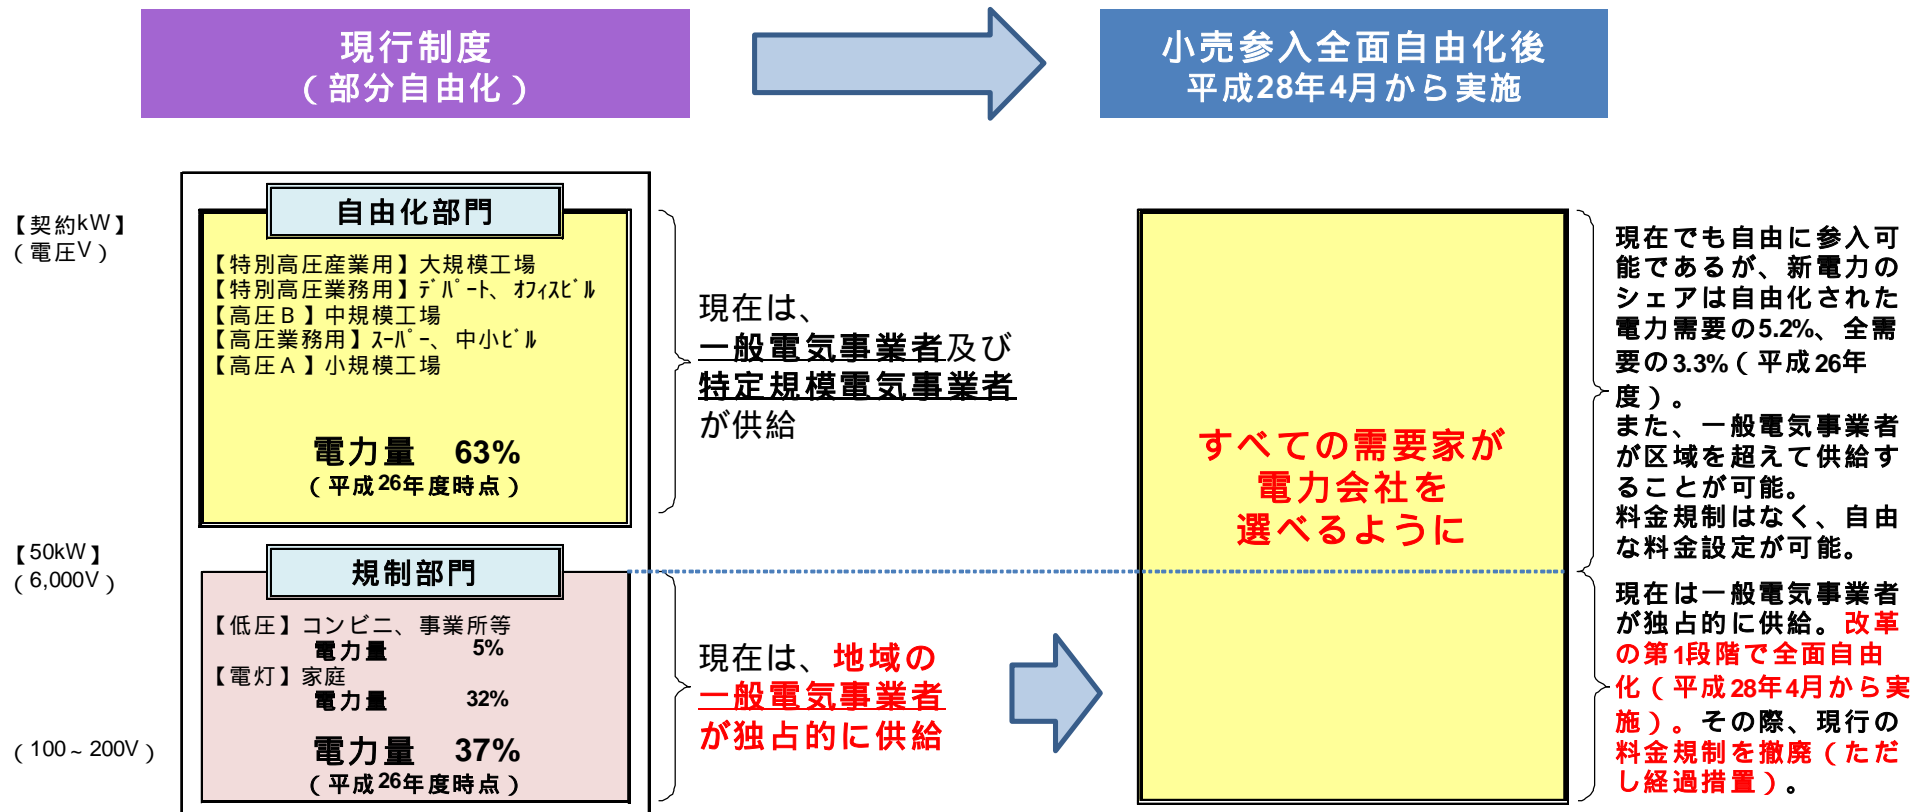 現行制度
（部分自由化）
小売参入全面自由化後
平成28年4月から実施
【契約kW】
（電圧V）
自由化部門
【特別高圧産業用】大規模工場
【特別高圧業務用】ﾃﾞﾊﾟｰﾄ、ｵﾌｨｽﾋﾞﾙ
【高圧Ｂ】中規模工場
【高圧業務用】ｽｰﾊﾟｰ、中小ﾋﾞﾙ
【高圧Ａ】小規模工場
電力量　63%
（平成26年度時点）
現在は、
一般電気事業者及び
特定規模電気事業者
が供給
すべての需要家が
電力会社を
選べるように
現在でも自由に参入可
能であるが、新電力の
シェアは自由化された
電力需要の5.2%、全需
要の3.3%（平成26年
度）。
また、一般電気事業者
が区域を超えて供給す
ることが可能。
料金規制はなく、自由
な料金設定が可能。
【50kW】
（6,000V）
規制部門
【低圧】コンビニ、事業所等
電力量　5%
【電灯】家庭
電力量　32%
（100～200V）
電力量　37%
（平成26年度時点）
現在は、地域の
一般電気事業者
が独占的に供給
現在は一般電気事業者
が独占的に供給。改革
の第1段階で全面自由
化（平成28年4月から実
施）。その際、現行の
料金規制を撤廃（ただ
し経過措置）。